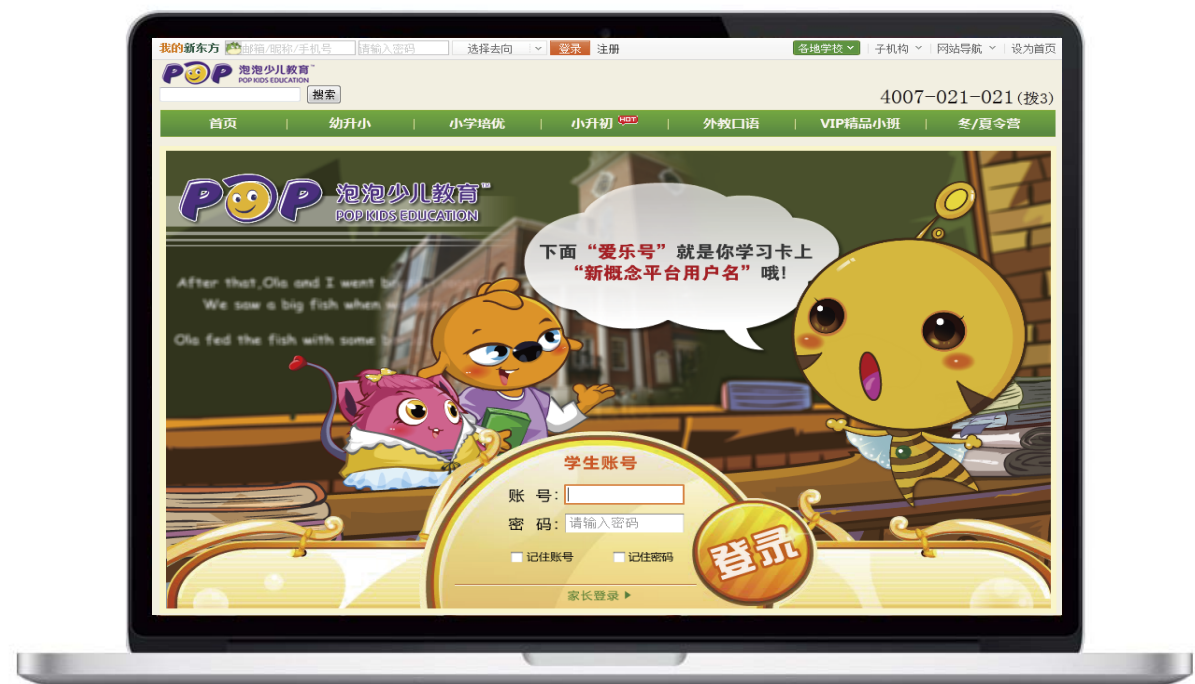 我的新东方 邮箱/昵称/手机号 请输入密码 选择去向 登录 注册 各地学校 子机构 网站导航 设为首页
POP 泡泡少儿教育™
POP KIDS EDUCATION
搜索
4007-021-021(拨3)
首页 | 幼升小 | 小学培优 | 小升初 HOT | 外教口语 | VIP精品小班 | 冬/夏令营
POP 泡泡少儿教育™
POP KIDS EDUCATION
下面“爱乐号”就是你学习卡上
“新概念平台用户名”哦!
After that,Ola and I went
We saw a big fish when
Ola fed the fish with some
学生账号
账 号:
密 码: 请输入密码
记住账号 记住密码
登录
家长登录